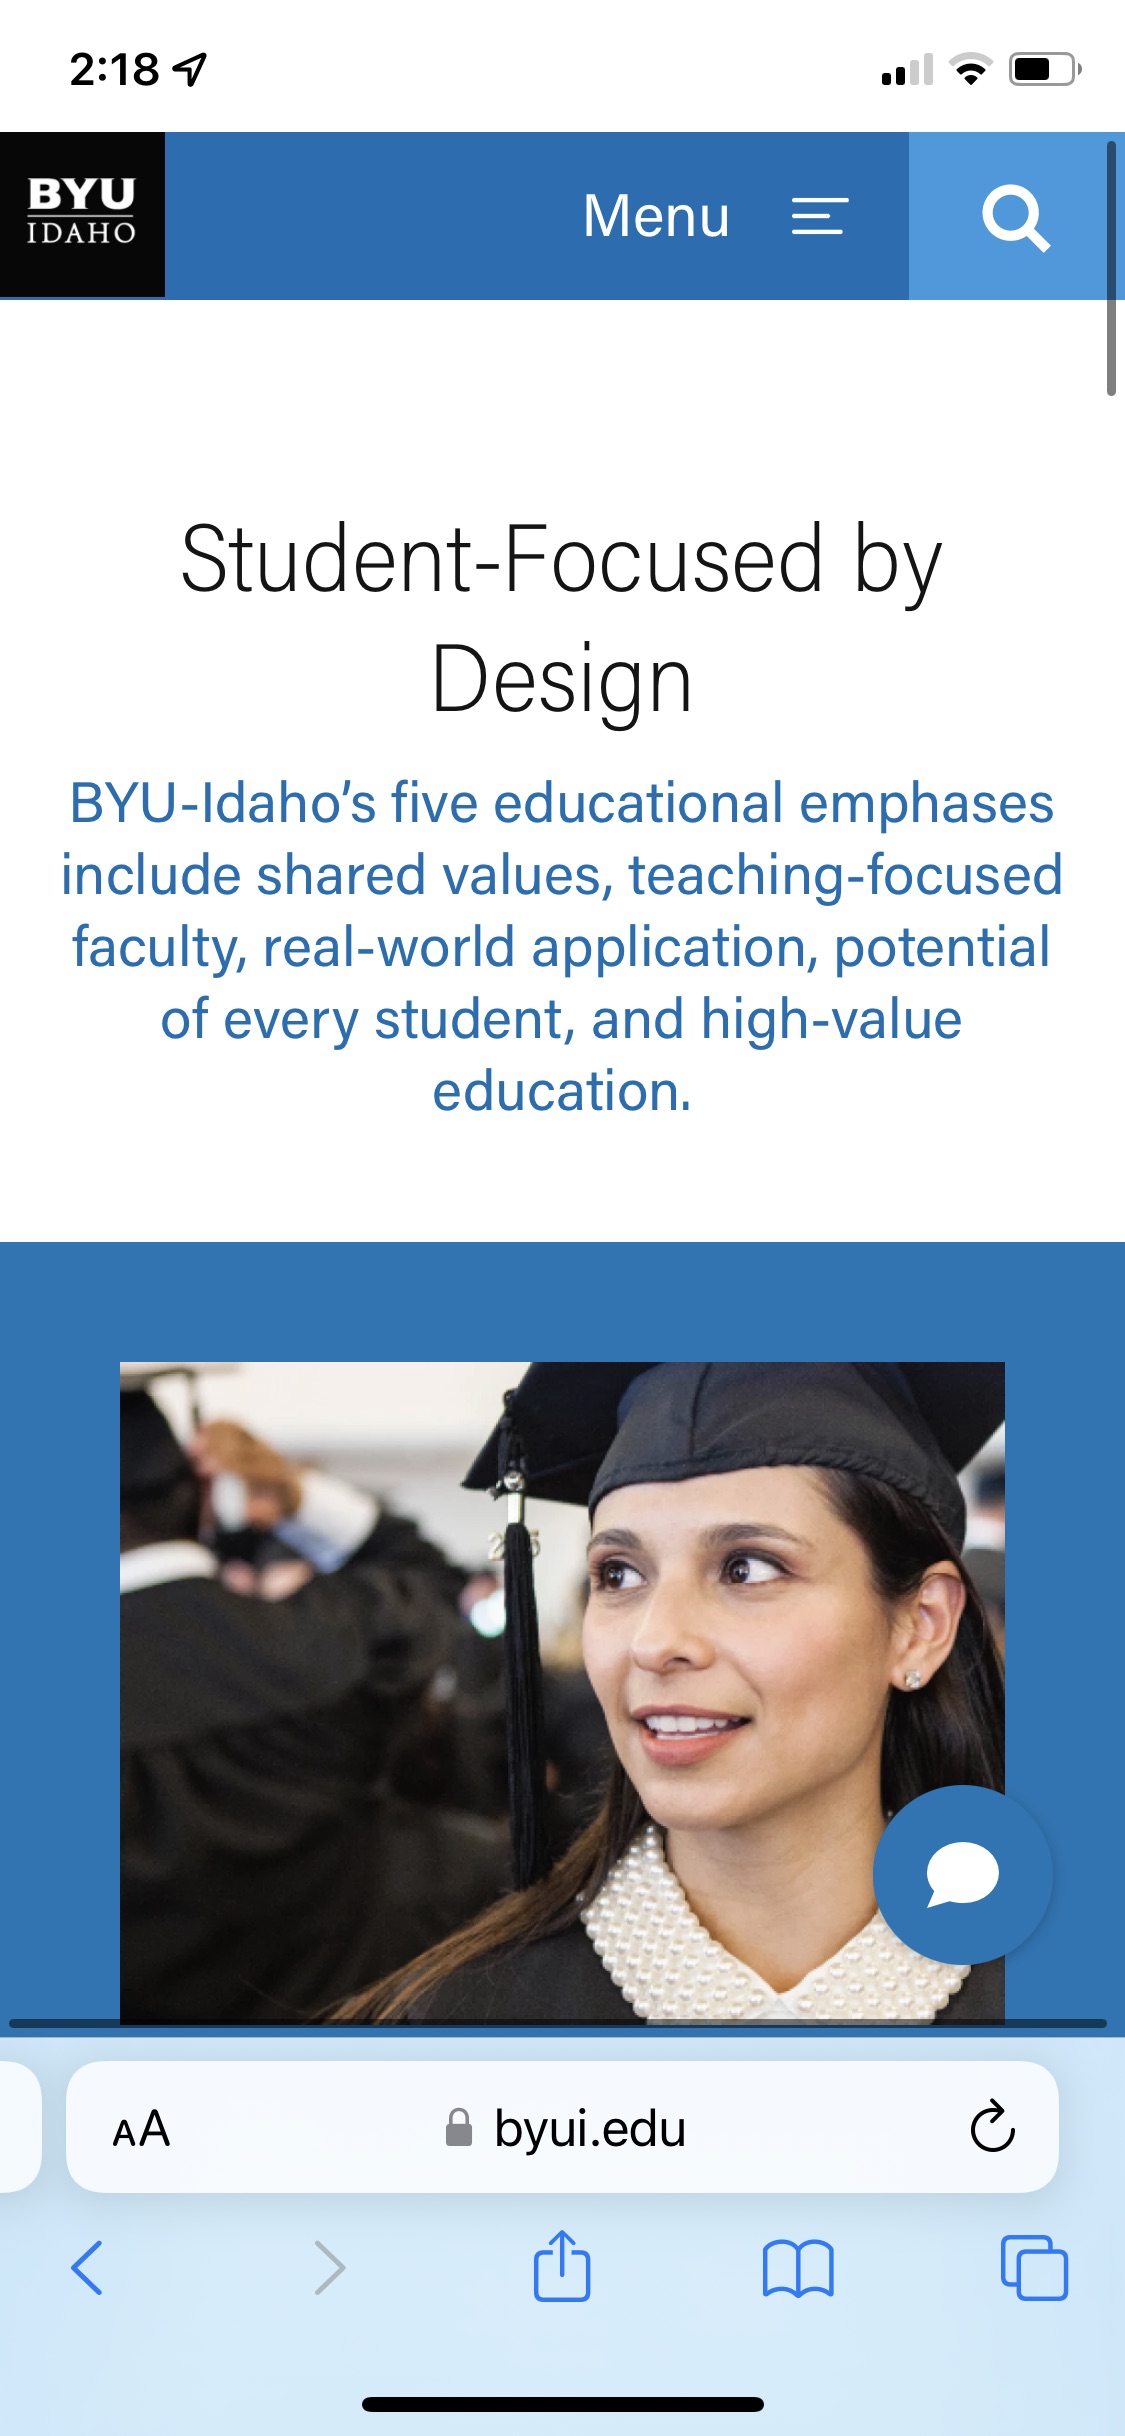 2:18
BYU
IDAHO
Menu
Student-Focused by
Design
BYU-Idaho’s five educational emphases
include shared values, teaching-focused
faculty, real-world application, potential
of every student, and high-value
education.
AA
byui.edu